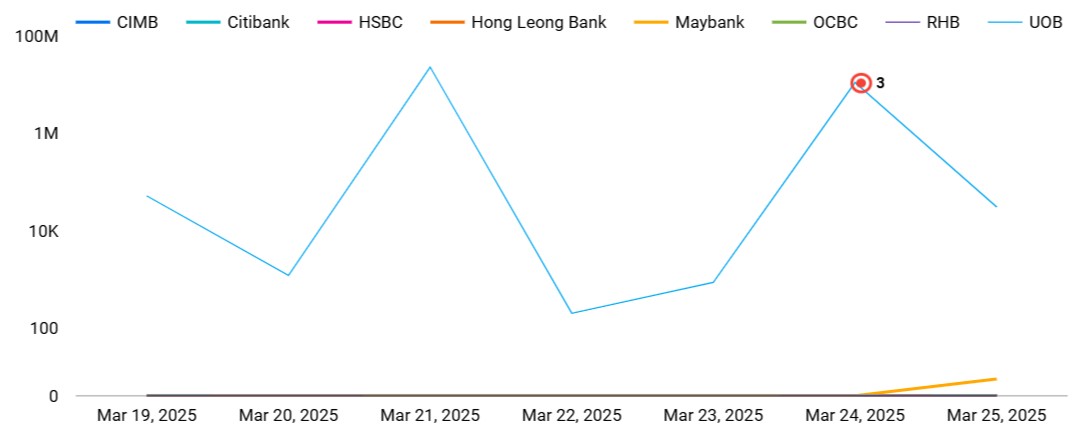 CIMB Citibank HSBC Hong Leong Bank Maybank OCBC RHB UOB
100M
3
1M
10K
100
0
Mar 19, 2025 Mar 20, 2025 Mar 21, 2025 Mar 22, 2025 Mar 23, 2025 Mar 24, 2025 Mar 25, 2025